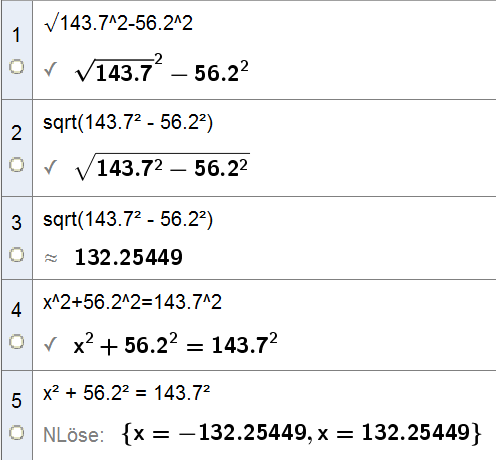 1
√143.7^2-56.2^2
✓ √143.7² − 56.2²
2
sqrt(143.7² - 56.2²)
✓ √143.7² − 56.2²
3
sqrt(143.7² - 56.2²)
≈ 132.25449
4
x^2+56.2^2=143.7^2
✓ x² + 56.2² = 143.7²
5
x² + 56.2² = 143.7²
NLöse: {x = −132.25449, x = 132.25449}